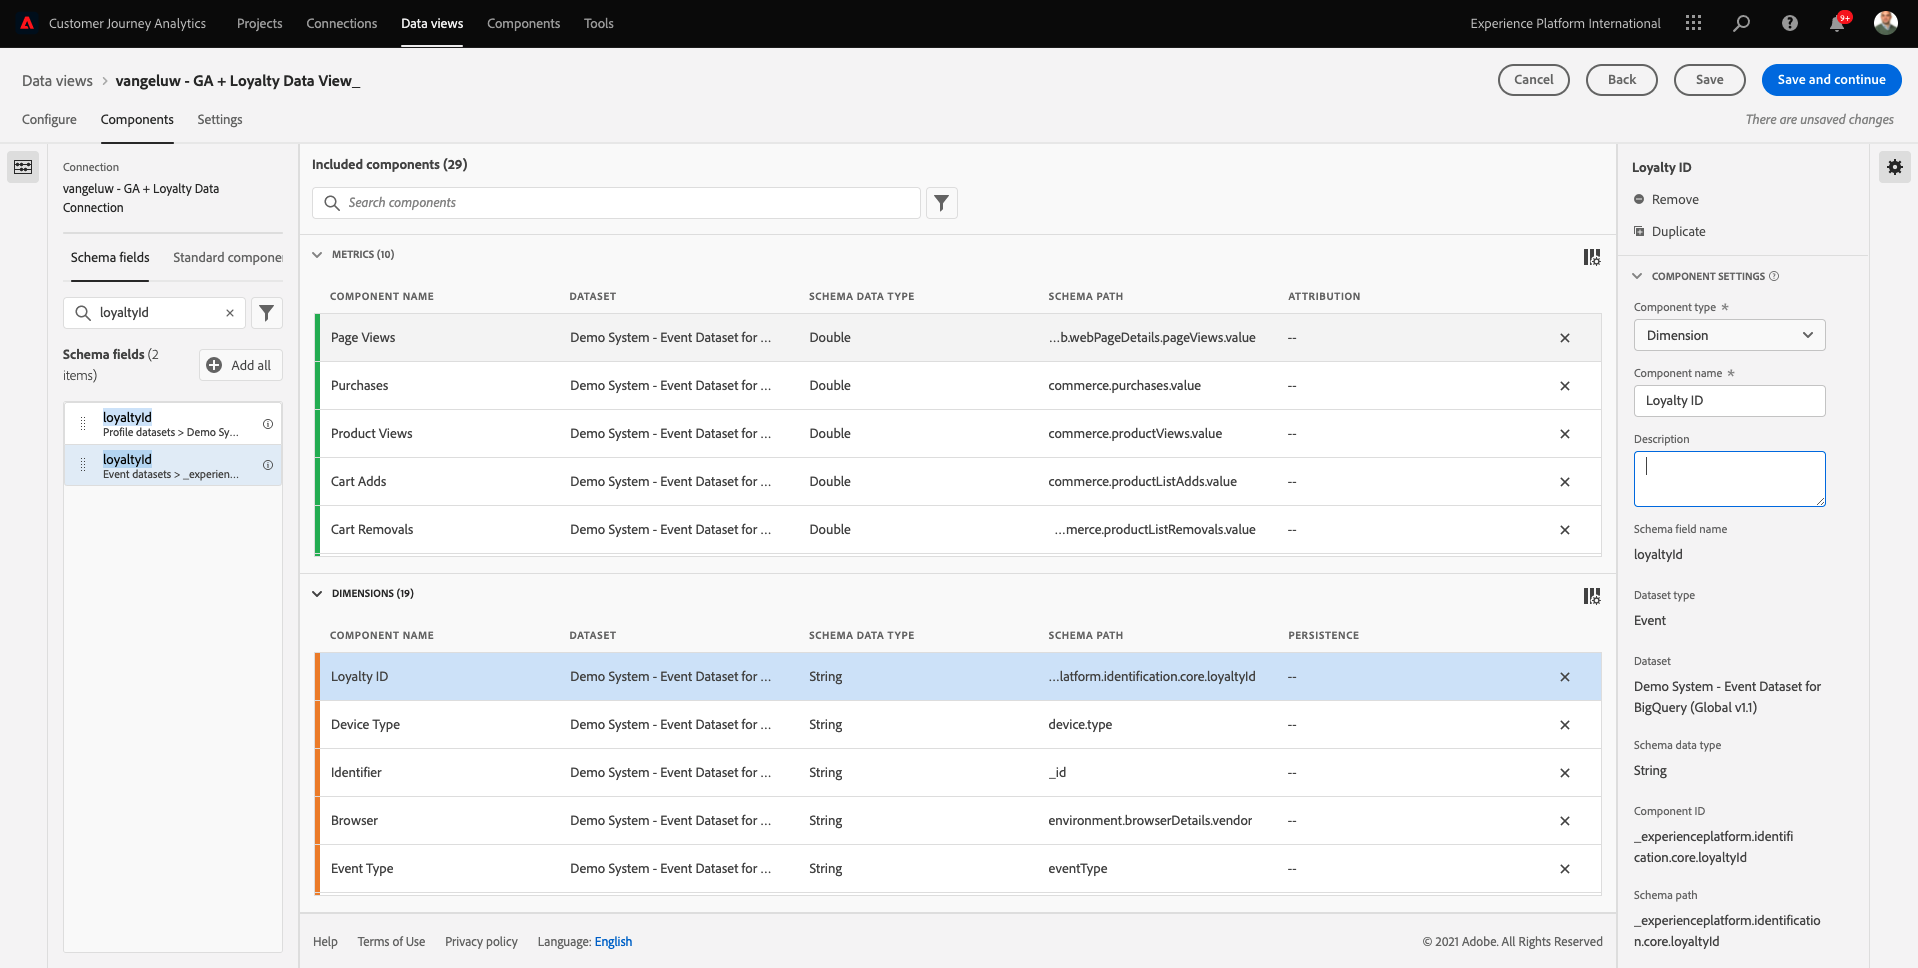 Customer Journey Analytics
Projects
Connections
Data views
Components
Tools
Experience Platform International
9+
Data views > vangeluw - GA + Loyalty Data View_
Cancel
Back
Save
Save and continue
Configure
Components
Settings
There are unsaved changes
Connection
vangeluw - GA + Loyalty Data
Connection
Schema fields
Standard compone
loyaltyId
Schema fields (2
items)
Add all
loyaltyId
Profile datasets > Demo Sy...
loyaltyId
Event datasets > _experien...
Included components (29)
Search components
METRICS (10)
COMPONENT NAME DATASET SCHEMA DATA TYPE SCHEMA PATH ATTRIBUTION
Page Views Demo System - Event Dataset for ... Double ...b.webPageDetails.pageViews.value --
Purchases Demo System - Event Dataset for ... Double commerce.purchases.value --
Product Views Demo System - Event Dataset for ... Double commerce.productViews.value --
Cart Adds Demo System - Event Dataset for ... Double commerce.productListAdds.value --
Cart Removals Demo System - Event Dataset for ... Double ...merce.productListRemovals.value --
DIMENSIONS (19)
COMPONENT NAME DATASET SCHEMA DATA TYPE SCHEMA PATH PERSISTENCE
Loyalty ID Demo System - Event Dataset for ... String ...latform.identification.core.loyaltyId --
Device Type Demo System - Event Dataset for ... String device.type --
Identifier Demo System - Event Dataset for ... String _id --
Browser Demo System - Event Dataset for ... String environment.browserDetails.vendor --
Event Type Demo System - Event Dataset for ... String eventType --
Help
Terms of Use
Privacy policy
Language: English
© 2021 Adobe. All Rights Reserved
Loyalty ID
Remove
Duplicate
COMPONENT SETTINGS
Component type *
Dimension
Component name *
Loyalty ID
Description
Schema field name
loyaltyId
Dataset type
Event
Dataset
Demo System - Event Dataset for
BigQuery (Global v1.1)
Schema data type
String
Component ID
_experienceplatform.identifi
cation.core.loyaltyId
Schema path
_experienceplatform.identificatio
n.core.loyaltyId